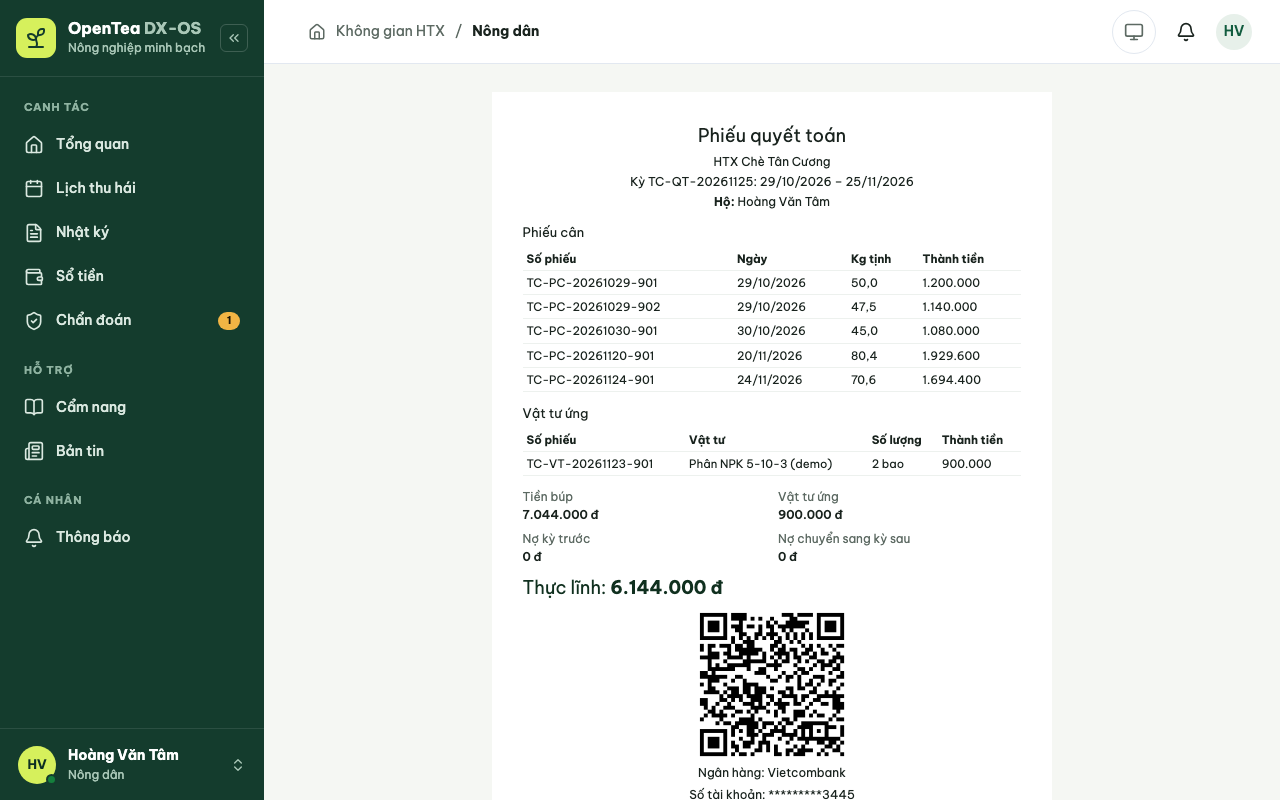 OpenTea DX-OS
Nông nghiệp minh bạch
CANH TÁC
Tổng quan
Lịch thu hái
Nhật ký
Sổ tiền
Chẩn đoán 1
HỖ TRỢ
Cẩm nang
Bản tin
CÁ NHÂN
Thông báo
HV Hoàng Văn Tâm
Nông dân
Không gian HTX / Nông dân
HV
Phiếu quyết toán
HTX Chè Tân Cương
Kỳ TC-QT-20261125: 29/10/2026 – 25/11/2026
Hộ: Hoàng Văn Tâm
Phiếu cân
Số phiếu Ngày Kg tịnh Thành tiền
TC-PC-20261029-901 29/10/2026 50,0 1.200.000
TC-PC-20261029-902 29/10/2026 47,5 1.140.000
TC-PC-20261030-901 30/10/2026 45,0 1.080.000
TC-PC-20261120-901 20/11/2026 80,4 1.929.600
TC-PC-20261124-901 24/11/2026 70,6 1.694.400
Vật tư ứng
Số phiếu Vật tư Số lượng Thành tiền
TC-VT-20261123-901 Phân NPK 5-10-3 (demo) 2 bao 900.000
Tiền búp Vật tư ứng
7.044.000 đ 900.000 đ
Nợ kỳ trước Nợ chuyển sang kỳ sau
0 đ 0 đ
Thực lĩnh: 6.144.000 đ
Ngân hàng: Vietcombank
Số tài khoản: *********3445